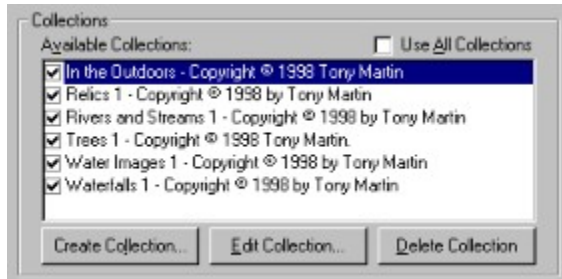 Collections
Available Collections: Use All Collections
In the Outdoors - Copyright © 1998 Tony Martin
Relics 1 - Copyright © 1998 by Tony Martin
Rivers and Streams 1 - Copyright © 1998 by Tony Martin
Trees 1 - Copyright © 1998 Tony Martin.
Water Images 1 - Copyright © 1998 by Tony Martin
Waterfalls 1 - Copyright © 1998 by Tony Martin
Create Collection... Edit Collection... Delete Collection